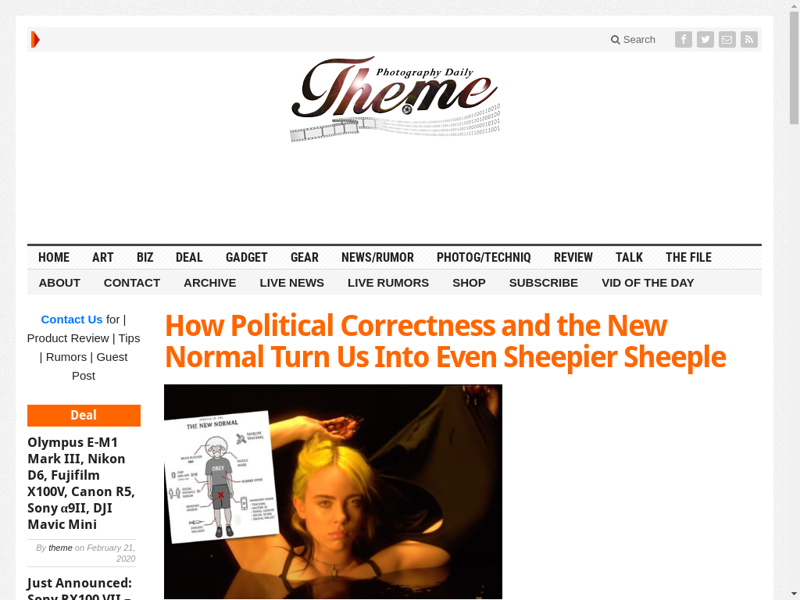 Search
Photography Daily
Theme
HOME ART BIZ DEAL GADGET GEAR NEWS/RUMOR PHOTOG/TECHNIQ REVIEW TALK THE FILE
ABOUT CONTACT ARCHIVE LIVE NEWS LIVE RUMORS SHOP SUBSCRIBE VID OF THE DAY
Contact Us for |
Product Review | Tips
| Rumors | Guest
Post
Deal
Olympus E-M1
Mark III, Nikon
D6, Fujifilm
X100V, Canon R5,
Sony α9II, DJI
Mavic Mini
By theme on February 21,
2020
Just Announced:
Sony RX100 VII –
How Political Correctness and the New
Normal Turn Us Into Even Sheepier Sheeple
THE NEW NORMAL
OBEY